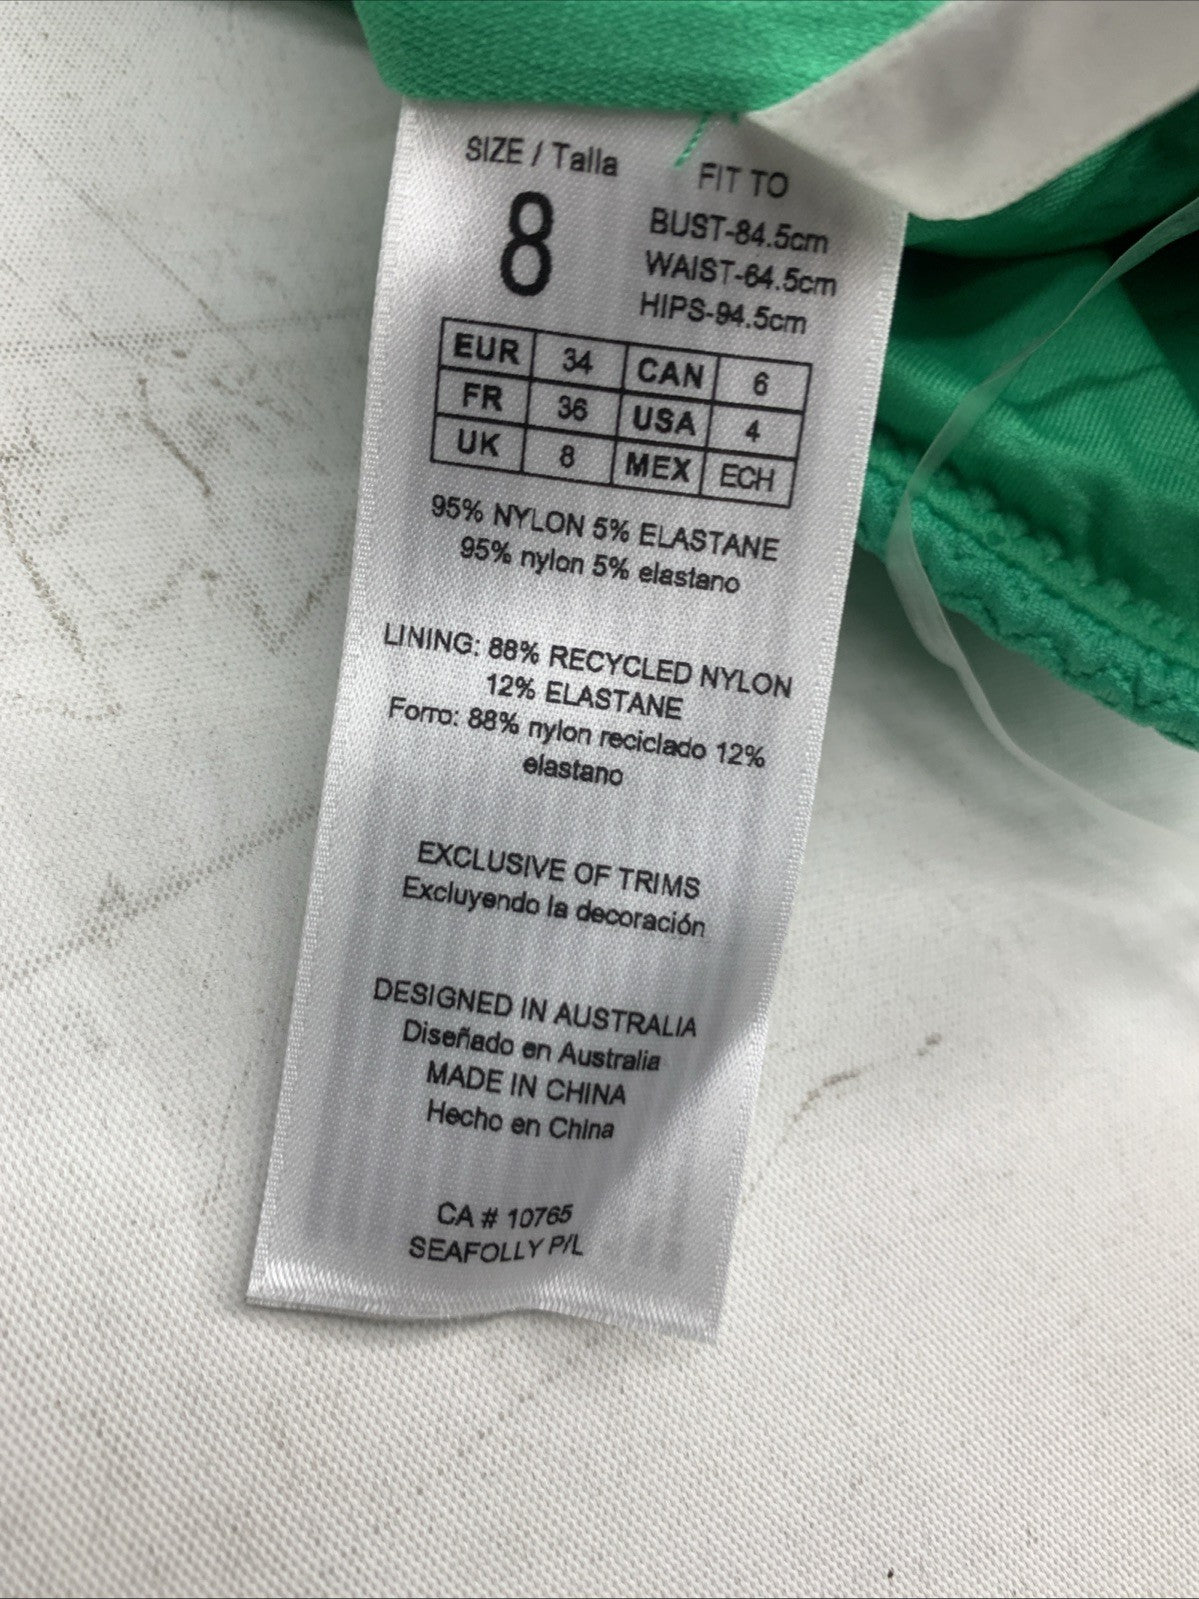 SIZE / Talla
8
FIT TO
BUST-84.5cm
WAIST-64.5cm
HIPS-94.5cm
EUR 34 CAN 6
FR 36 USA 4
UK 8 MEX ECH
95% NYLON 5% ELASTANE
95% nylon 5% elastano
LINING: 88% RECYCLED NYLON
12% ELASTANE
Forro: 88% nylon reciclado 12%
elastano
EXCLUSIVE OF TRIMS
Excluyendo la decoración
DESIGNED IN AUSTRALIA
Diseñado en Australia
MADE IN CHINA
Hecho en China
CA # 10765
SEAFOLLY P/L